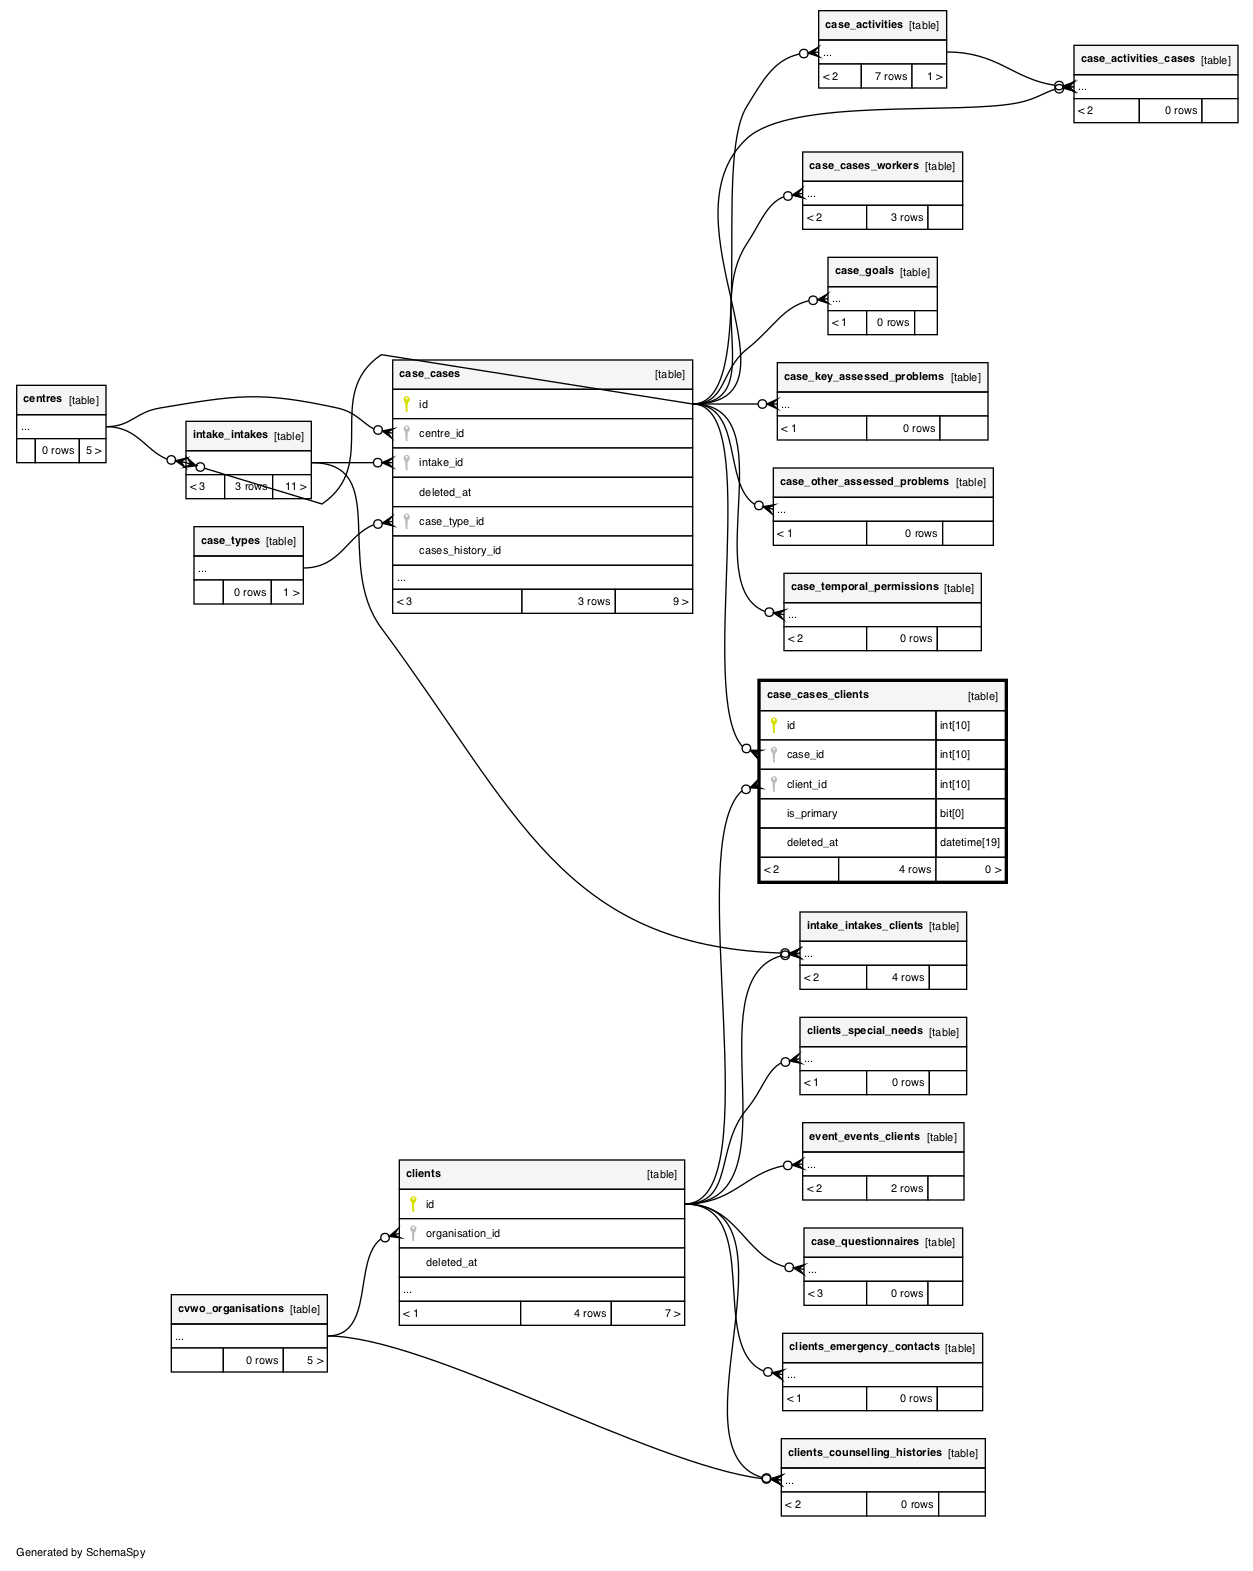 case_activities [table]
...
< 2 7 rows 1 >
case_activities_cases [table]
...
< 2 0 rows
case_cases_workers [table]
...
< 2 3 rows
case_goals [table]
...
< 1 0 rows
case_cases [table]
id
centre_id
intake_id
deleted_at
case_type_id
cases_history_id
...
< 3 3 rows 9 >
centres [table]
...
0 rows 5 >
intake_intakes [table]
< 3 3 rows 11 >
case_types [table]
...
0 rows 1 >
case_key_assessed_problems [table]
...
< 1 0 rows
case_other_assessed_problems [table]
...
< 1 0 rows
case_temporal_permissions [table]
...
< 2 0 rows
case_cases_clients [table]
id int[10]
case_id int[10]
client_id int[10]
is_primary bit[0]
deleted_at datetime[19]
< 2 4 rows 0 >
intake_intakes_clients [table]
...
< 2 4 rows
clients_special_needs [table]
...
< 1 0 rows
event_events_clients [table]
...
< 2 2 rows
clients [table]
id
organisation_id
deleted_at
...
< 1 4 rows 7 >
case_questionnaires [table]
...
< 3 0 rows
cvwo_organisations [table]
...
0 rows 5 >
clients_emergency_contacts [table]
...
< 1 0 rows
clients_counselling_histories [table]
...
< 2 0 rows
Generated by SchemaSpy